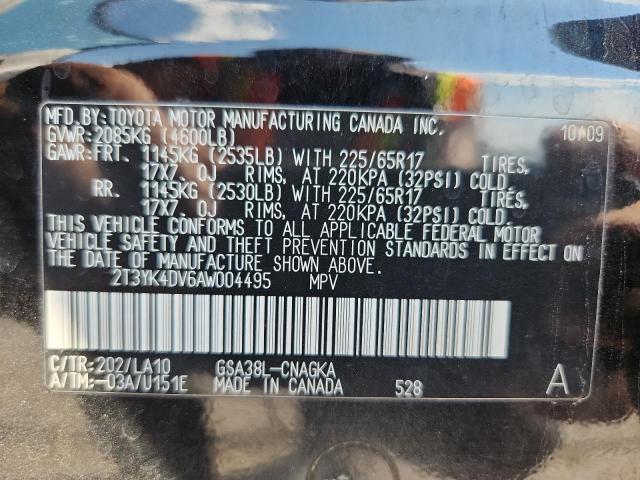 MFD.BY:TOYOTA MOTOR MANUFACTURING CANADA INC.
GVWR:2085KG (4600LB) 10/09
GAWR:FRT. 1145KG (2535LB) WITH 225/65R17 TIRES,
17X7.0J RIMS, AT 220KPA (32PSI) COLD.
RR. 1145KG (2530LB) WITH 225/65R17 TIRES,
17X7.0J RIMS, AT 220KPA (32PSI) COLD.
THIS VEHICLE CONFORMS TO ALL APPLICABLE FEDERAL MOTOR
VEHICLE SAFETY AND THEFT PREVENTION STANDARDS IN EFFECT ON
THE DATE OF MANUFACTURE SHOWN ABOVE.
2T3YK4DV6AW004495 MPV
C/TR:202/LA10 GSA38L-CNAGKA
A/TM:-03A/U151E MADE IN CANADA 528 A